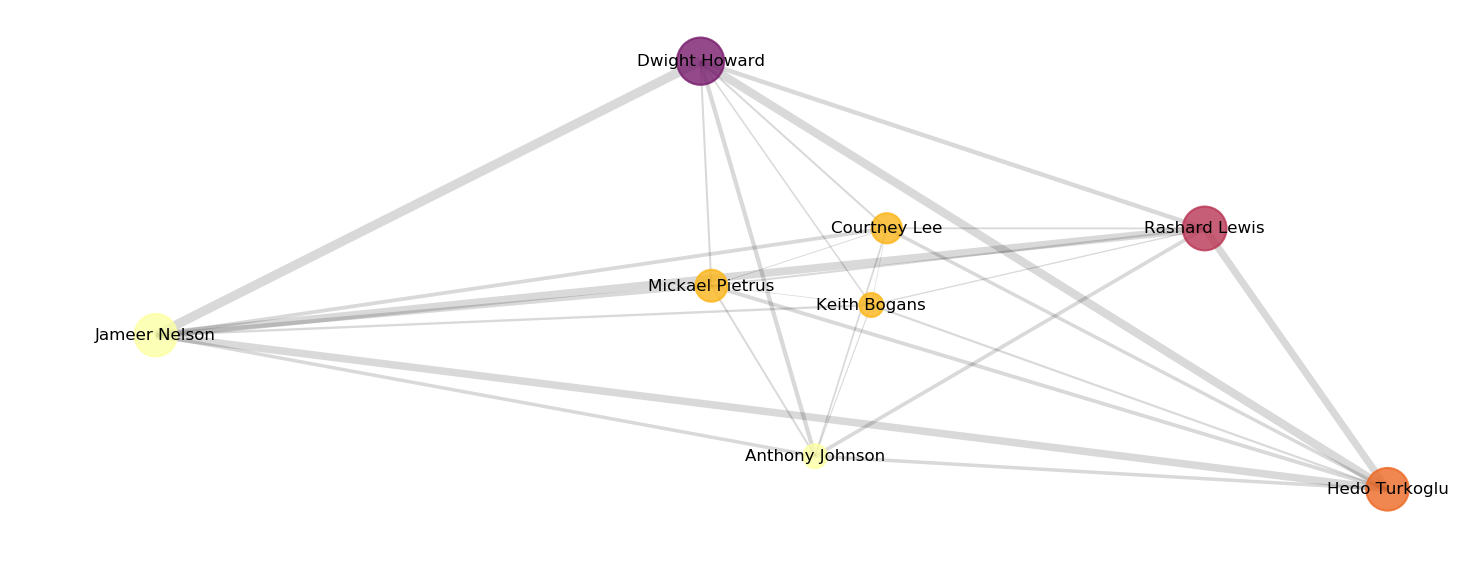 Dwight Howard
Courtney Lee
Rashard Lewis
Mickael Pietrus
Keith Bogans
Jameer Nelson
Anthony Johnson
Hedo Turkoglu